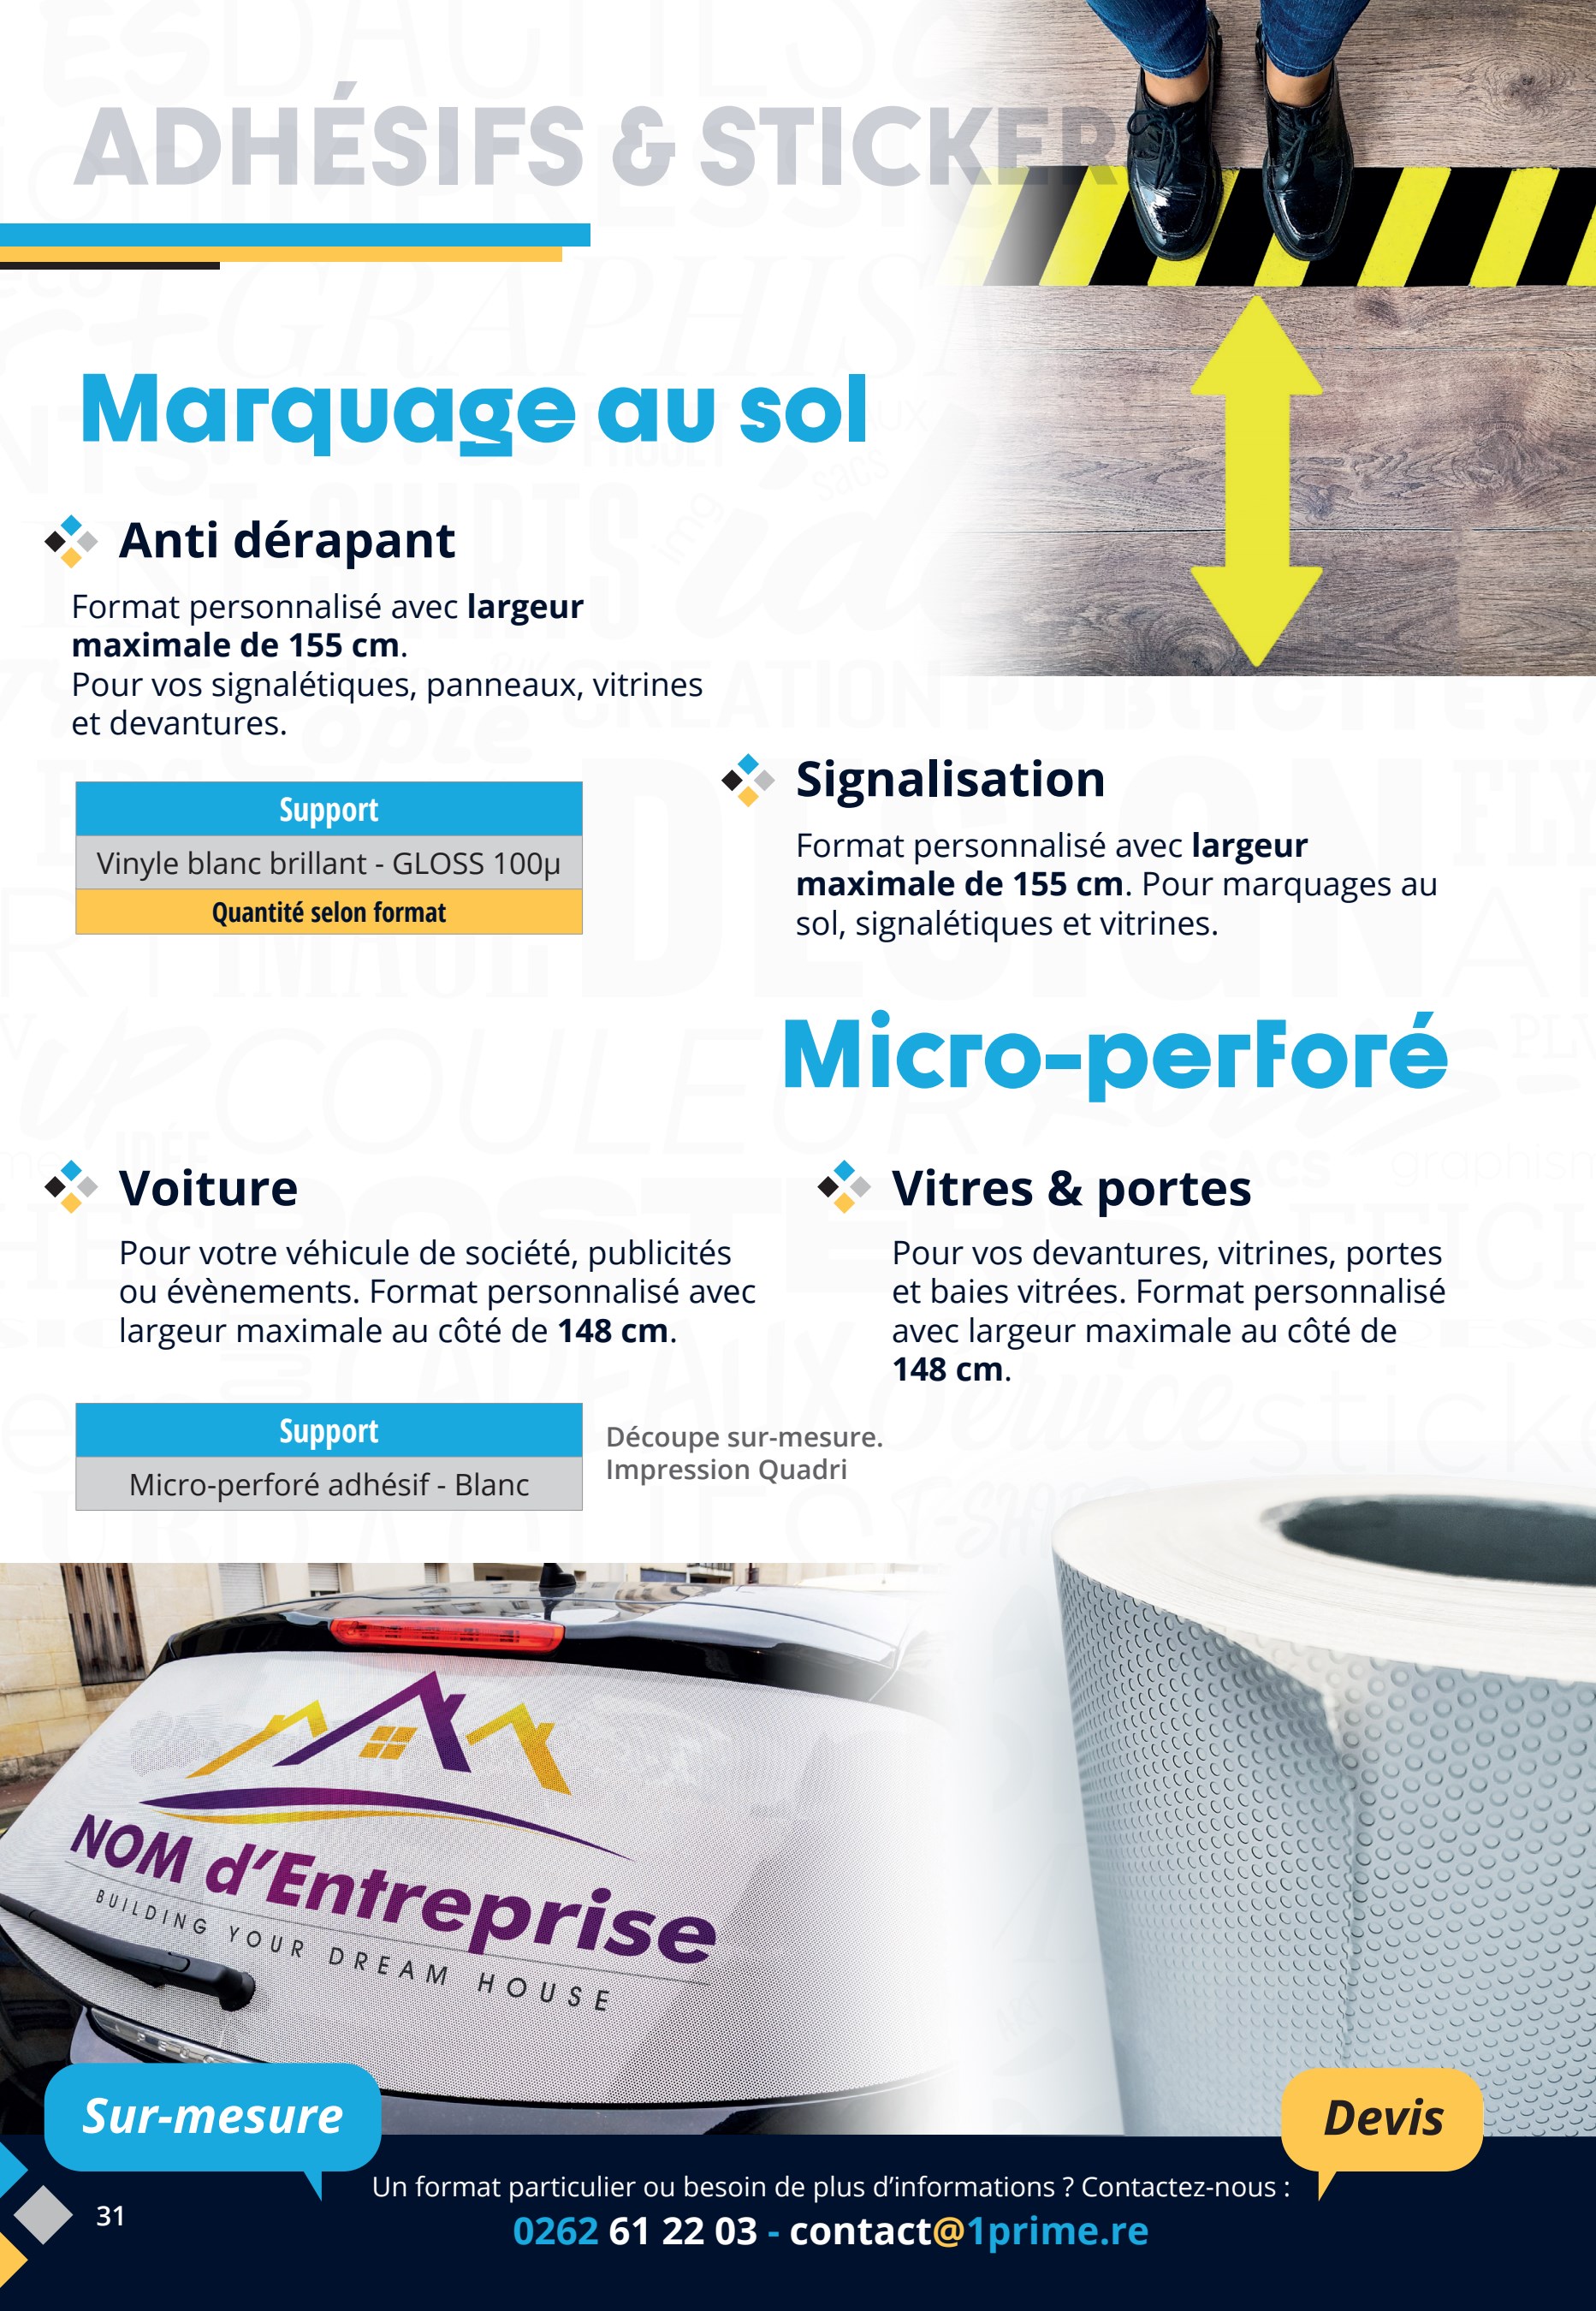 ADHÉSIFS & STICKER
Marquage au sol
Anti dérapant
Format personnalisé avec largeur
maximale de 155 cm.
Pour vos signalétiques, panneaux, vitrines
et devantures.
Support
Vinyle blanc brillant - GLOSS 100µ
Quantité selon format
Signalisation
Format personnalisé avec largeur
maximale de 155 cm. Pour marquages au
sol, signalétiques et vitrines.
Micro-perforé
Voiture
Pour votre véhicule de société, publicités
ou évènements. Format personnalisé avec
largeur maximale au côté de 148 cm.
Vitres & portes
Pour vos devantures, vitrines, portes
et baies vitrées. Format personnalisé
avec largeur maximale au côté de
148 cm.
Support
Micro-perforé adhésif - Blanc
Découpe sur-mesure.
Impression Quadri
NOM d'Entreprise
BUILDING YOUR DREAM HOUSE
Sur-mesure
Devis
Un format particulier ou besoin de plus d'informations ? Contactez-nous :
0262 61 22 03 - contact@1prime.re
31